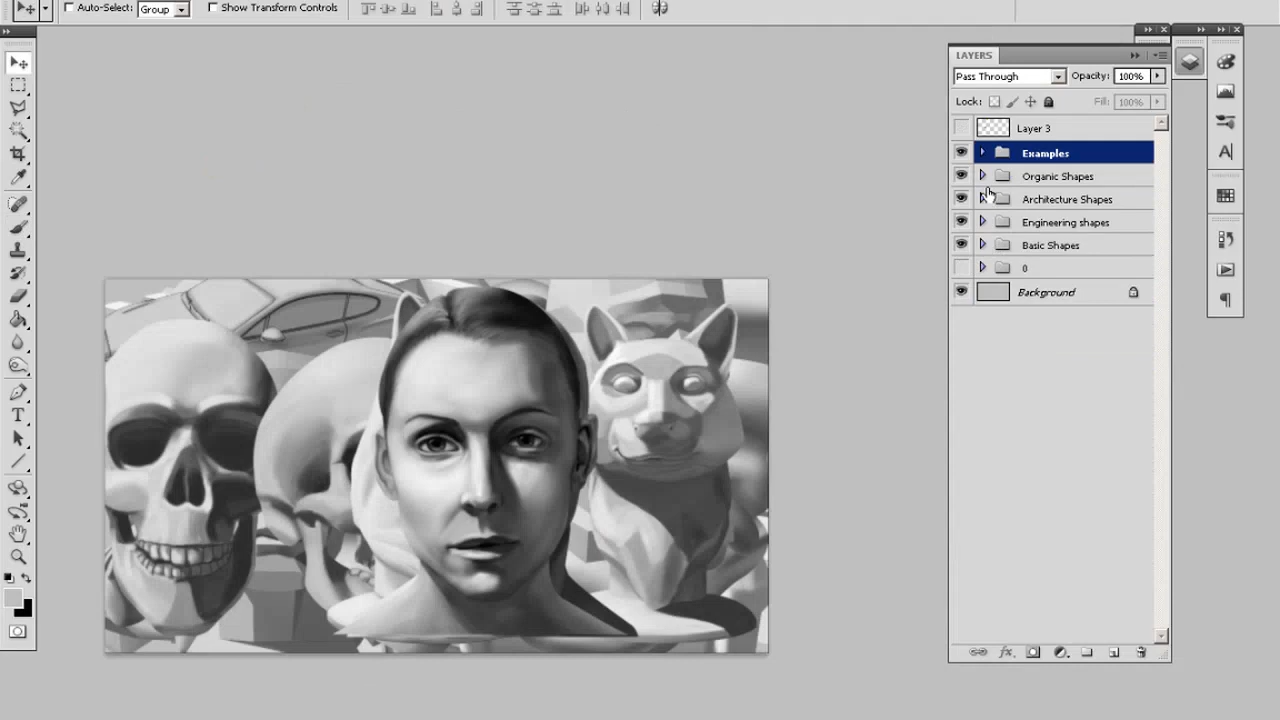 Auto-Select: Group Show Transform Controls
LAYERS
Pass Through Opacity: 100%
Lock: Fill: 100%
Layer 3
Examples
Organic Shapes
Architecture Shapes
Engineering shapes
Basic Shapes
0
Background